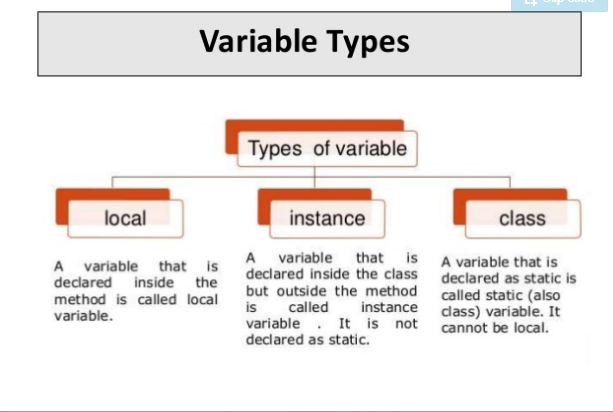 Variable Types
Types of variable
local
instance
class
A variable that is
declared inside the
method is called local
variable.
A variable that is
declared inside the class
but outside the method
is called instance
variable . It is not
declared as static.
A variable that is
declared as static is
called static (also
class) variable. It
cannot be local.